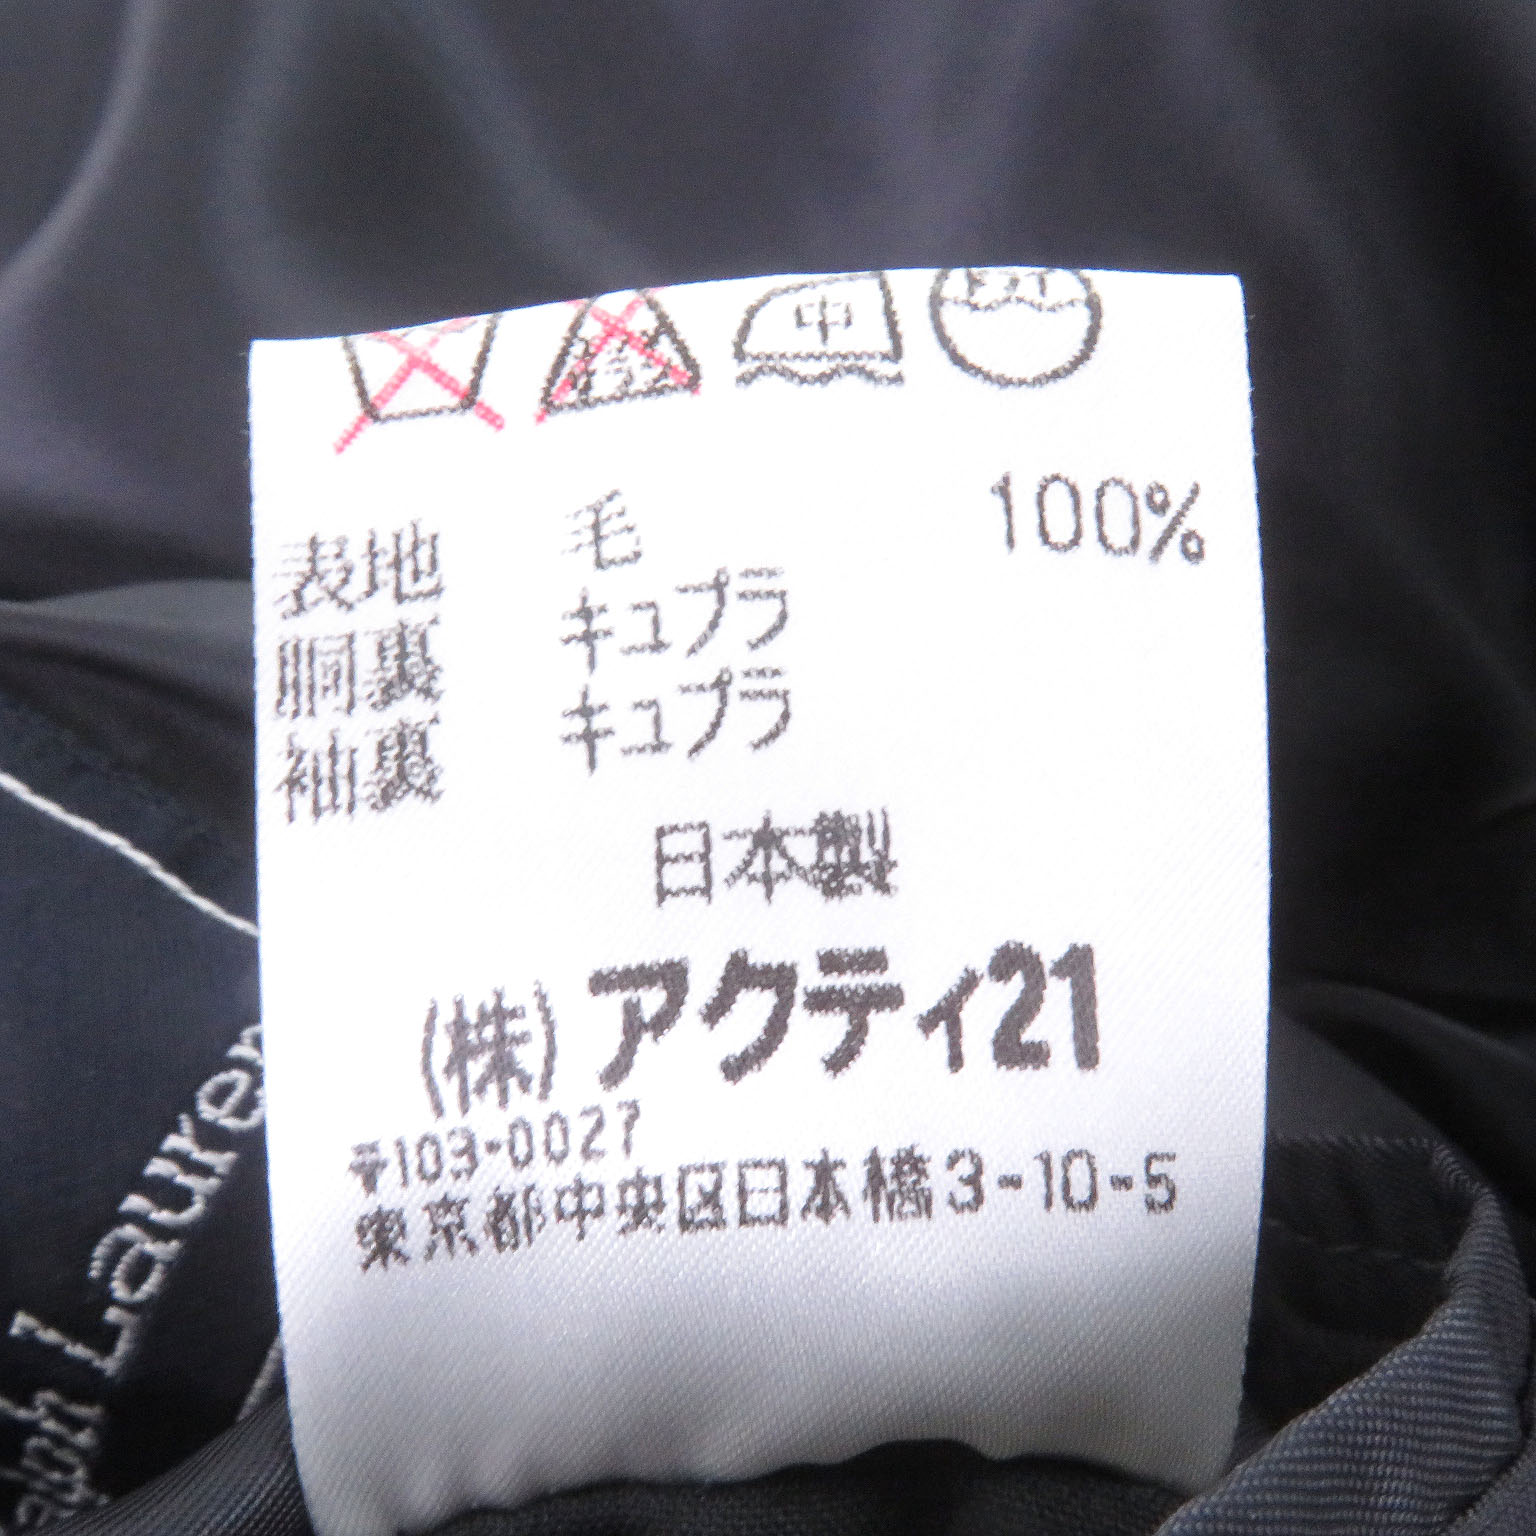 中
ドライ
表地 毛 100%
胴裏 キュプラ
袖裏 キュプラ
日本製
(株)アクティ21
〒103-0027
東京都中央区日本橋3-10-5
lph Lauren